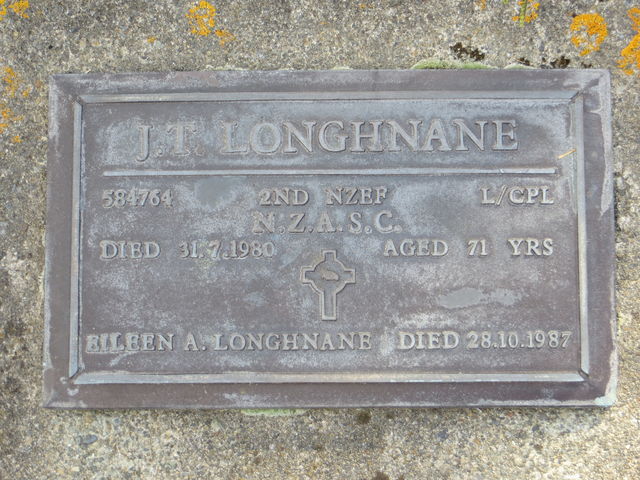 J.T. LONGHNANE
584764 2ND NZEF L/CPL
N.Z.A.S.C.
DIED 31.7.1980 AGED 71 YRS
EILEEN A. LONGHNANE DIED 28.10.1987